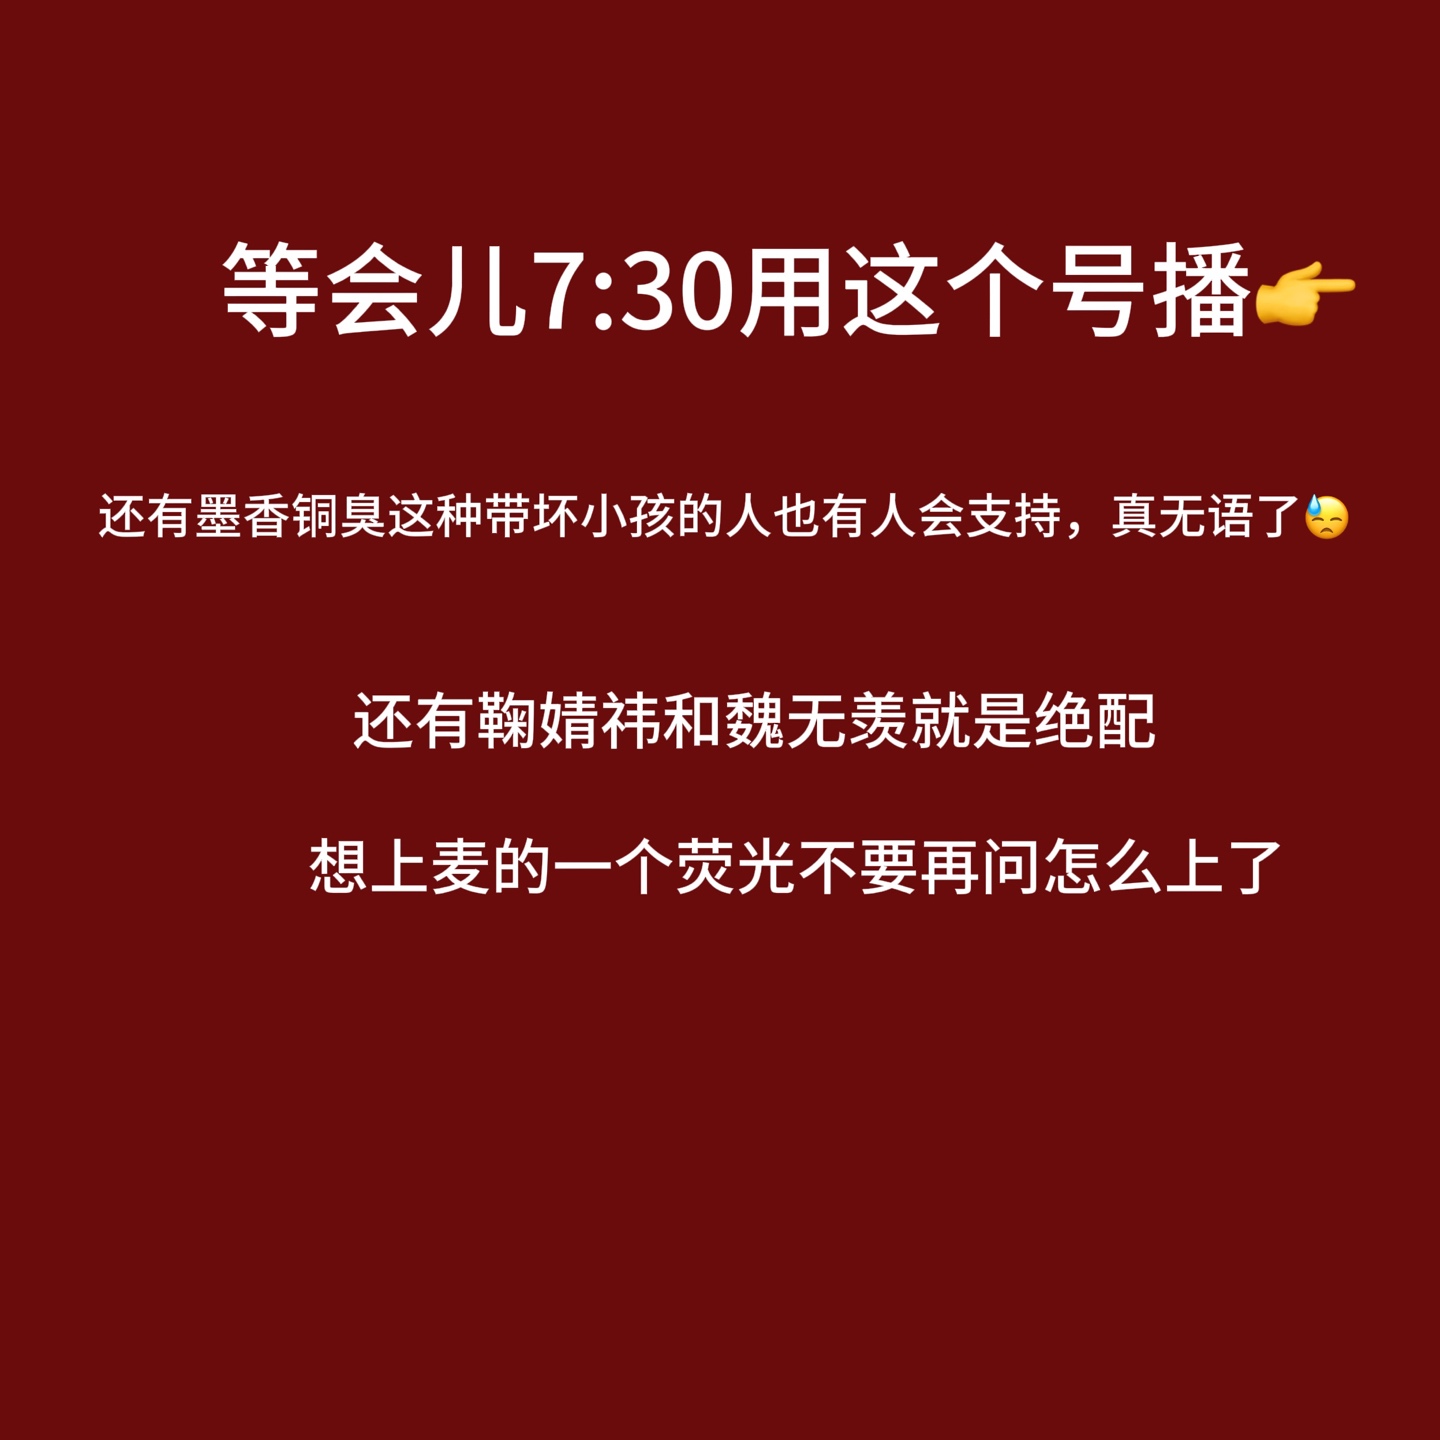 等会儿7:30用这个号播👉
还有墨香铜臭这种带坏小孩的人也有人会支持，真无语了😓
还有鞠婧祎和魏无羡就是绝配
想上麦的一个荧光不要再问怎么上了